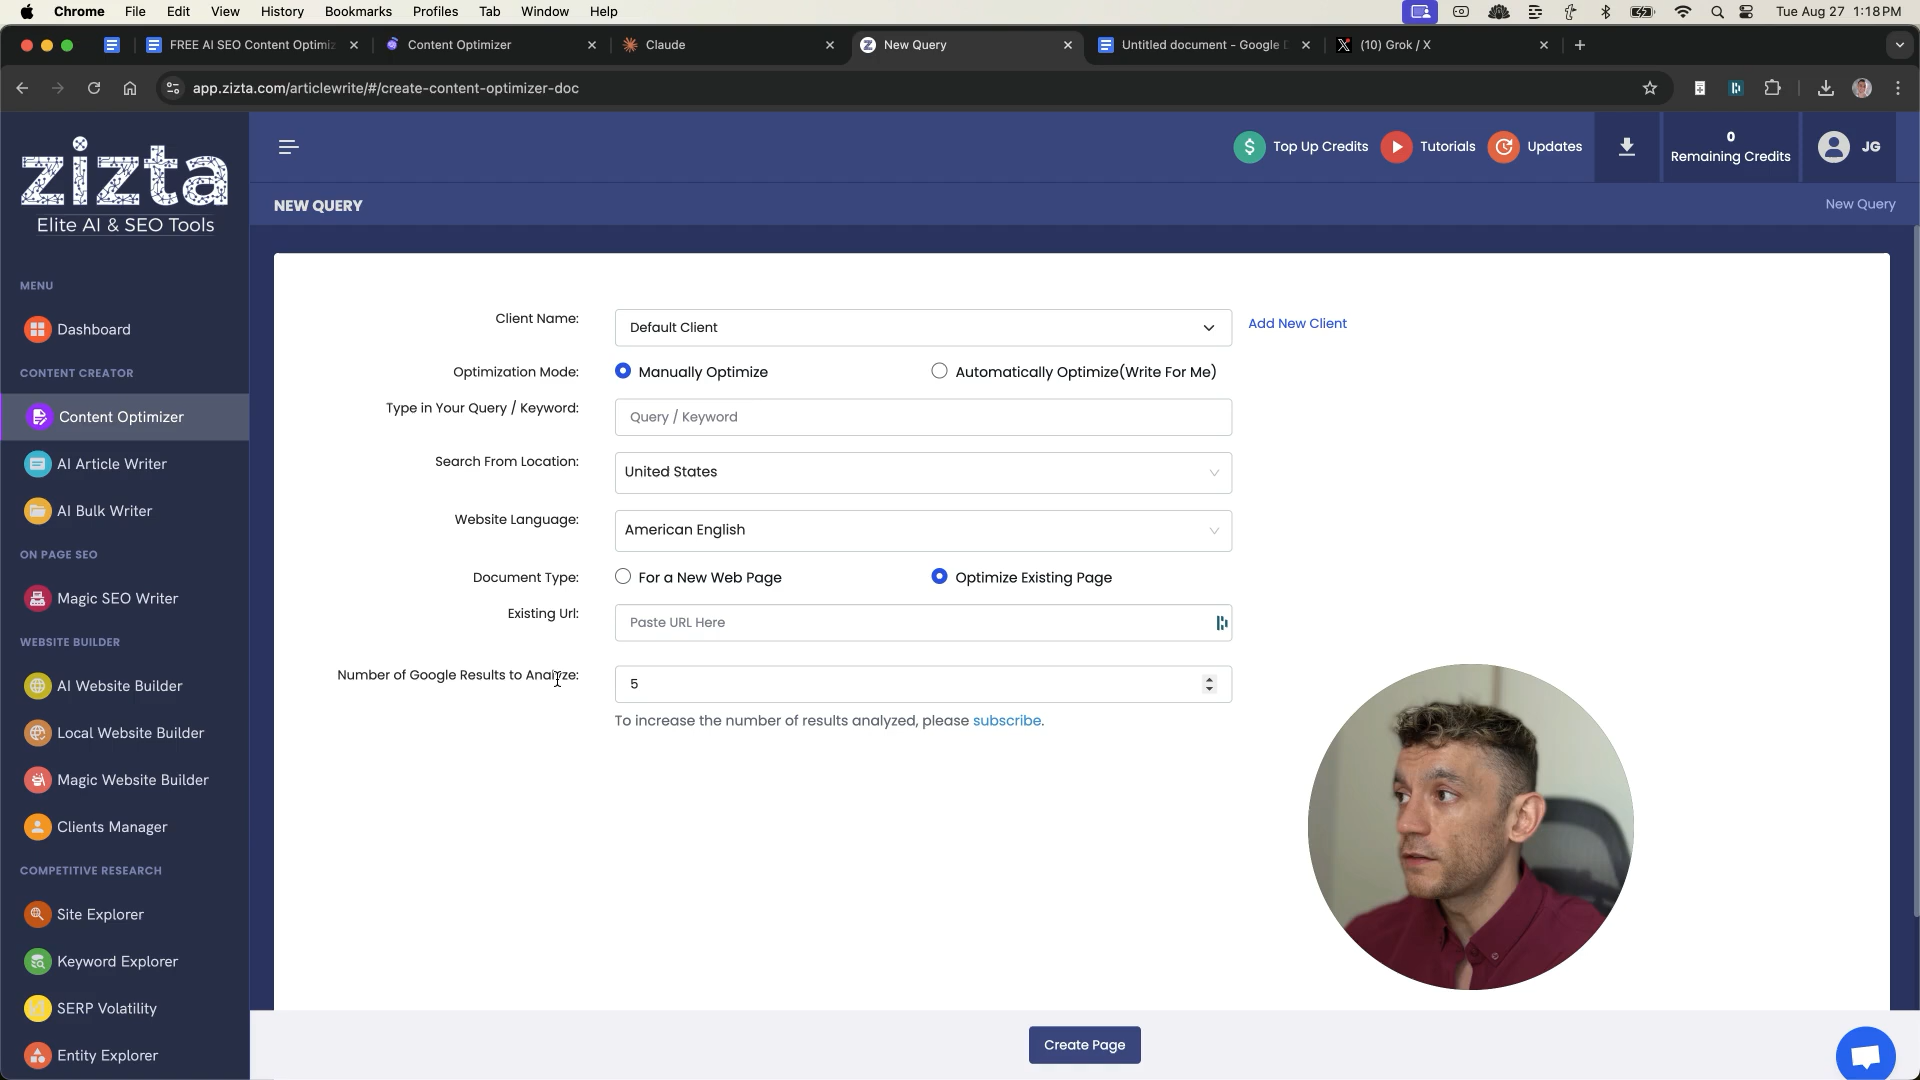 Chrome File Edit View History Bookmarks Profiles Tab Window Help Tue Aug 27 1:18 PM
FREE AI SEO Content Optimiz Content Optimizer Claude New Query Untitled document - Google D (10) Grok / X
app.zizta.com/articlewrite/#/create-content-optimizer-doc
zizta
Elite AI & SEO Tools
Top Up Credits Tutorials Updates
0
Remaining Credits
JG
NEW QUERY
New Query
MENU
Dashboard
CONTENT CREATOR
Content Optimizer
AI Article Writer
AI Bulk Writer
ON PAGE SEO
Magic SEO Writer
WEBSITE BUILDER
AI Website Builder
Local Website Builder
Magic Website Builder
Clients Manager
COMPETITIVE RESEARCH
Site Explorer
Keyword Explorer
SERP Volatility
Entity Explorer
Client Name: Default Client Add New Client
Optimization Mode: Manually Optimize Automatically Optimize(Write For Me)
Type in Your Query / Keyword: Query / Keyword
Search From Location: United States
Website Language: American English
Document Type: For a New Web Page Optimize Existing Page
Existing Url: Paste URL Here
Number of Google Results to Analyze: 5
To increase the number of results analyzed, please subscribe.
Create Page